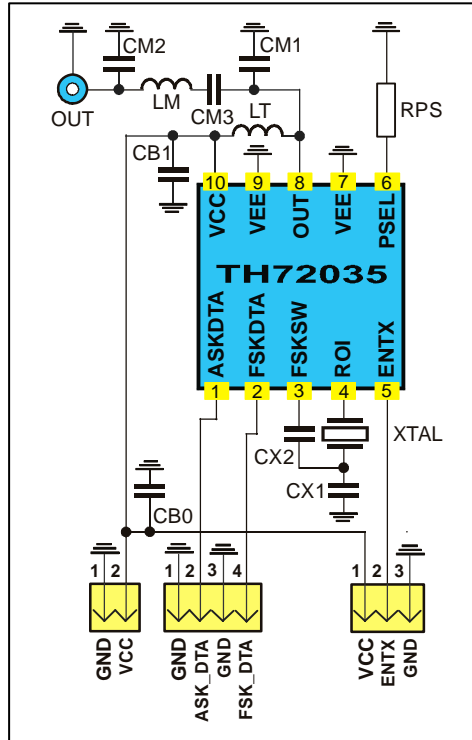 CM2
CM1
OUT
LM
CM3
LT
RPS
CB1
10 9 8 7 6
VCC VEE OUT VEE PSEL
TH72035
ASKDTA FSKDTA FSKSW ROI ENTX
1 2 3 4 5
CX2
XTAL
CX1
CB0
1 2
1 2 3 4
1 2 3
GND VCC
GND ASK_DTA GND FSK_DTA
VCC ENTX GND